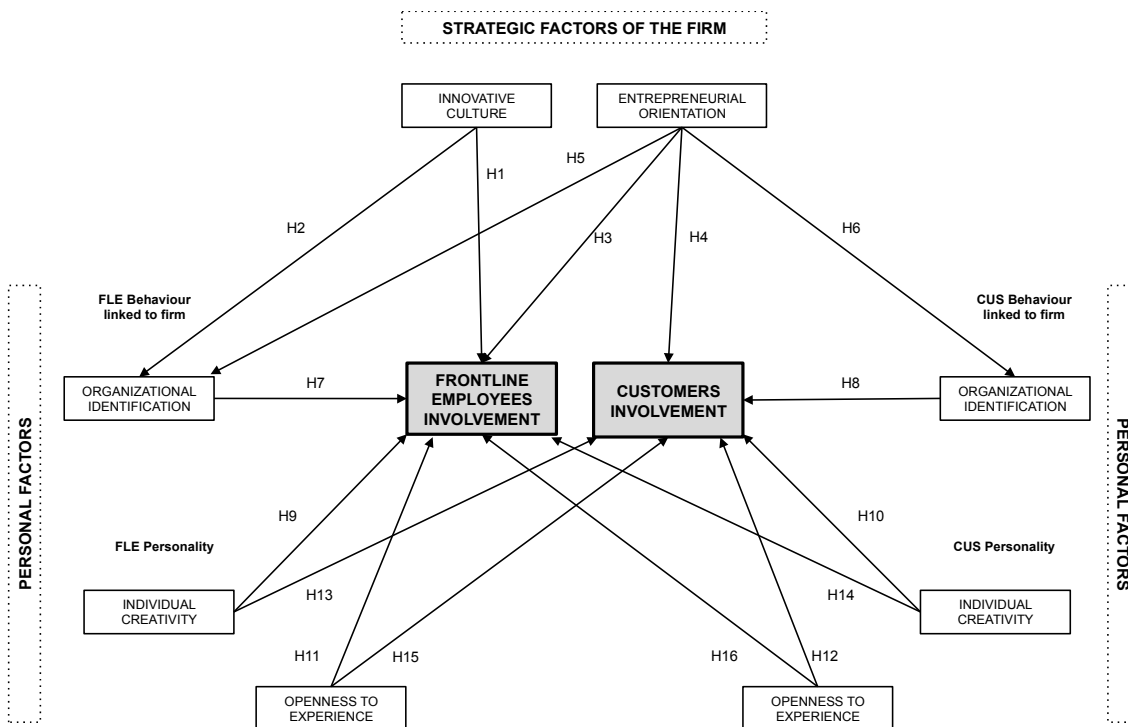 STRATEGIC FACTORS OF THE FIRM
INNOVATIVE
CULTURE
ENTREPRENEURIAL
ORIENTATION
H5
H1
H2
H3
H4
H6
FLE Behaviour
linked to firm
CUS Behaviour
linked to firm
ORGANIZATIONAL
IDENTIFICATION
H7
FRONTLINE
EMPLOYEES
INVOLVEMENT
CUSTOMERS
INVOLVEMENT
H8
ORGANIZATIONAL
IDENTIFICATION
PERSONAL FACTORS
PERSONAL FACTORS
H9
H10
FLE Personality
CUS Personality
INDIVIDUAL
CREATIVITY
H13
H14
INDIVIDUAL
CREATIVITY
H11
H15
H16
H12
OPENNESS TO
EXPERIENCE
OPENNESS TO
EXPERIENCE